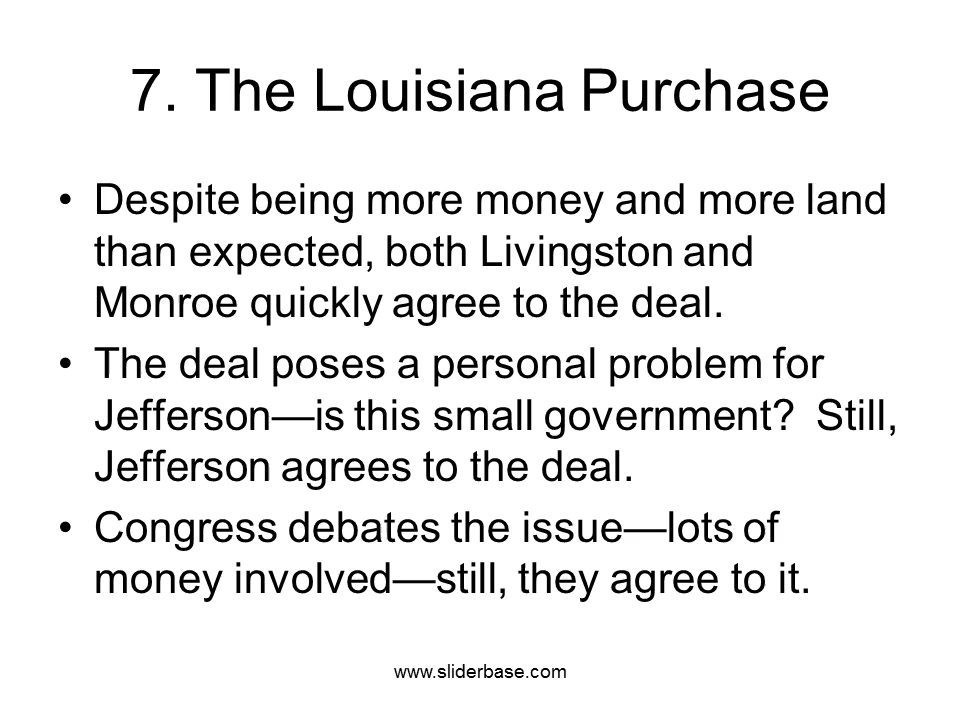 7. The Louisiana Purchase
• Despite being more money and more land
than expected, both Livingston and
Monroe quickly agree to the deal.
• The deal poses a personal problem for
Jefferson—is this small government?  Still,
Jefferson agrees to the deal.
• Congress debates the issue—lots of
money involved—still, they agree to it.
www.sliderbase.com